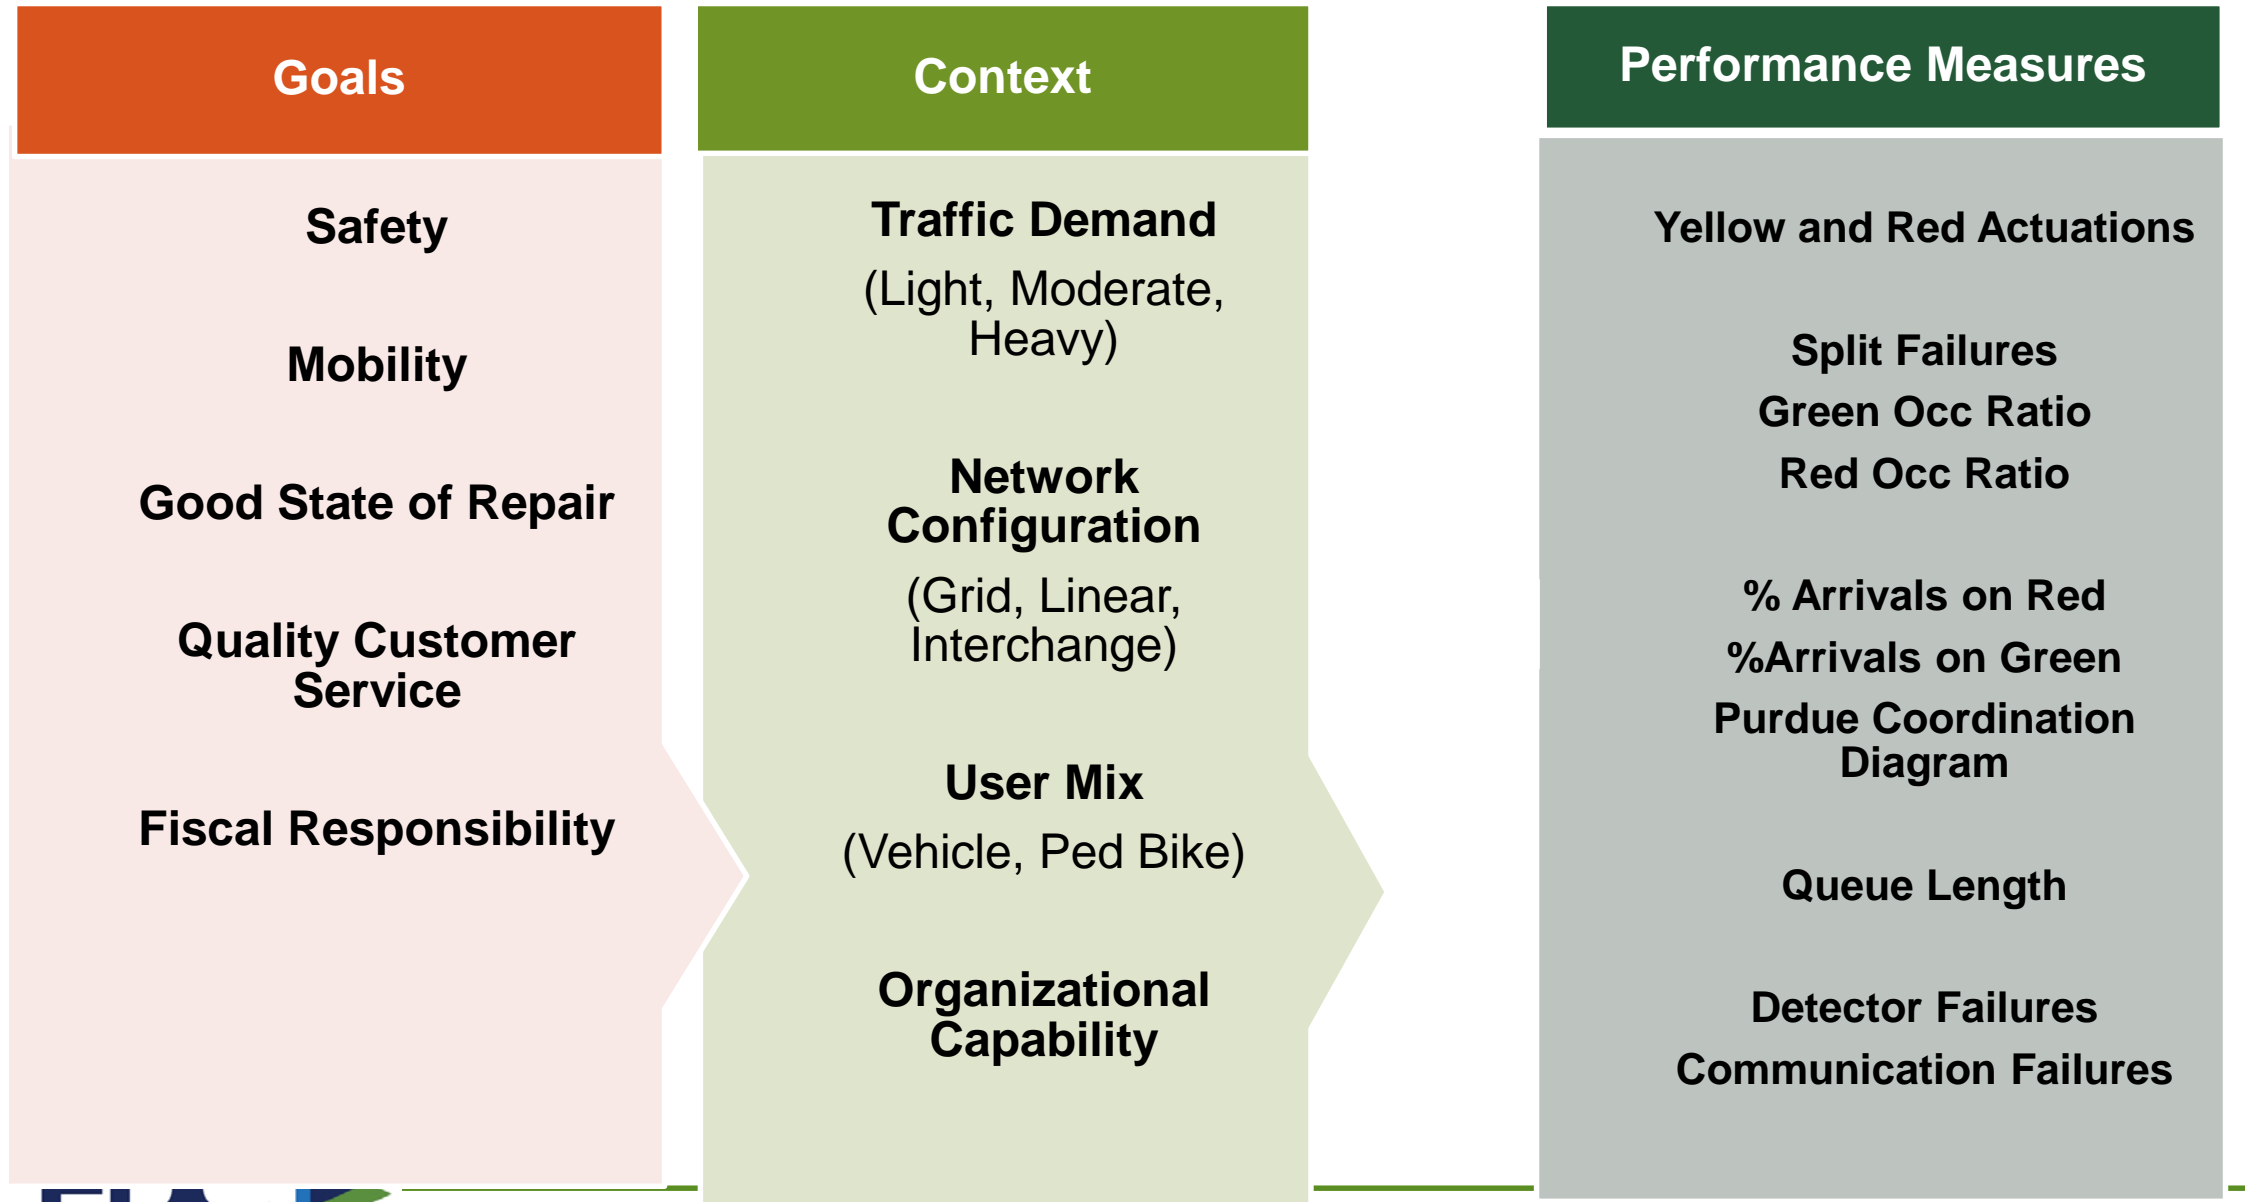 Goals
Safety
Mobility
Good State of Repair
Quality Customer
Service
Fiscal Responsibility
Context
Traffic Demand
(Light, Moderate,
Heavy)
Network
Configuration
(Grid, Linear,
Interchange)
User Mix
(Vehicle, Ped Bike)
Organizational
Capability
Performance Measures
Yellow and Red Actuations
Split Failures
Green Occ Ratio
Red Occ Ratio
% Arrivals on Red
%Arrivals on Green
Purdue Coordination
Diagram
Queue Length
Detector Failures
Communication Failures